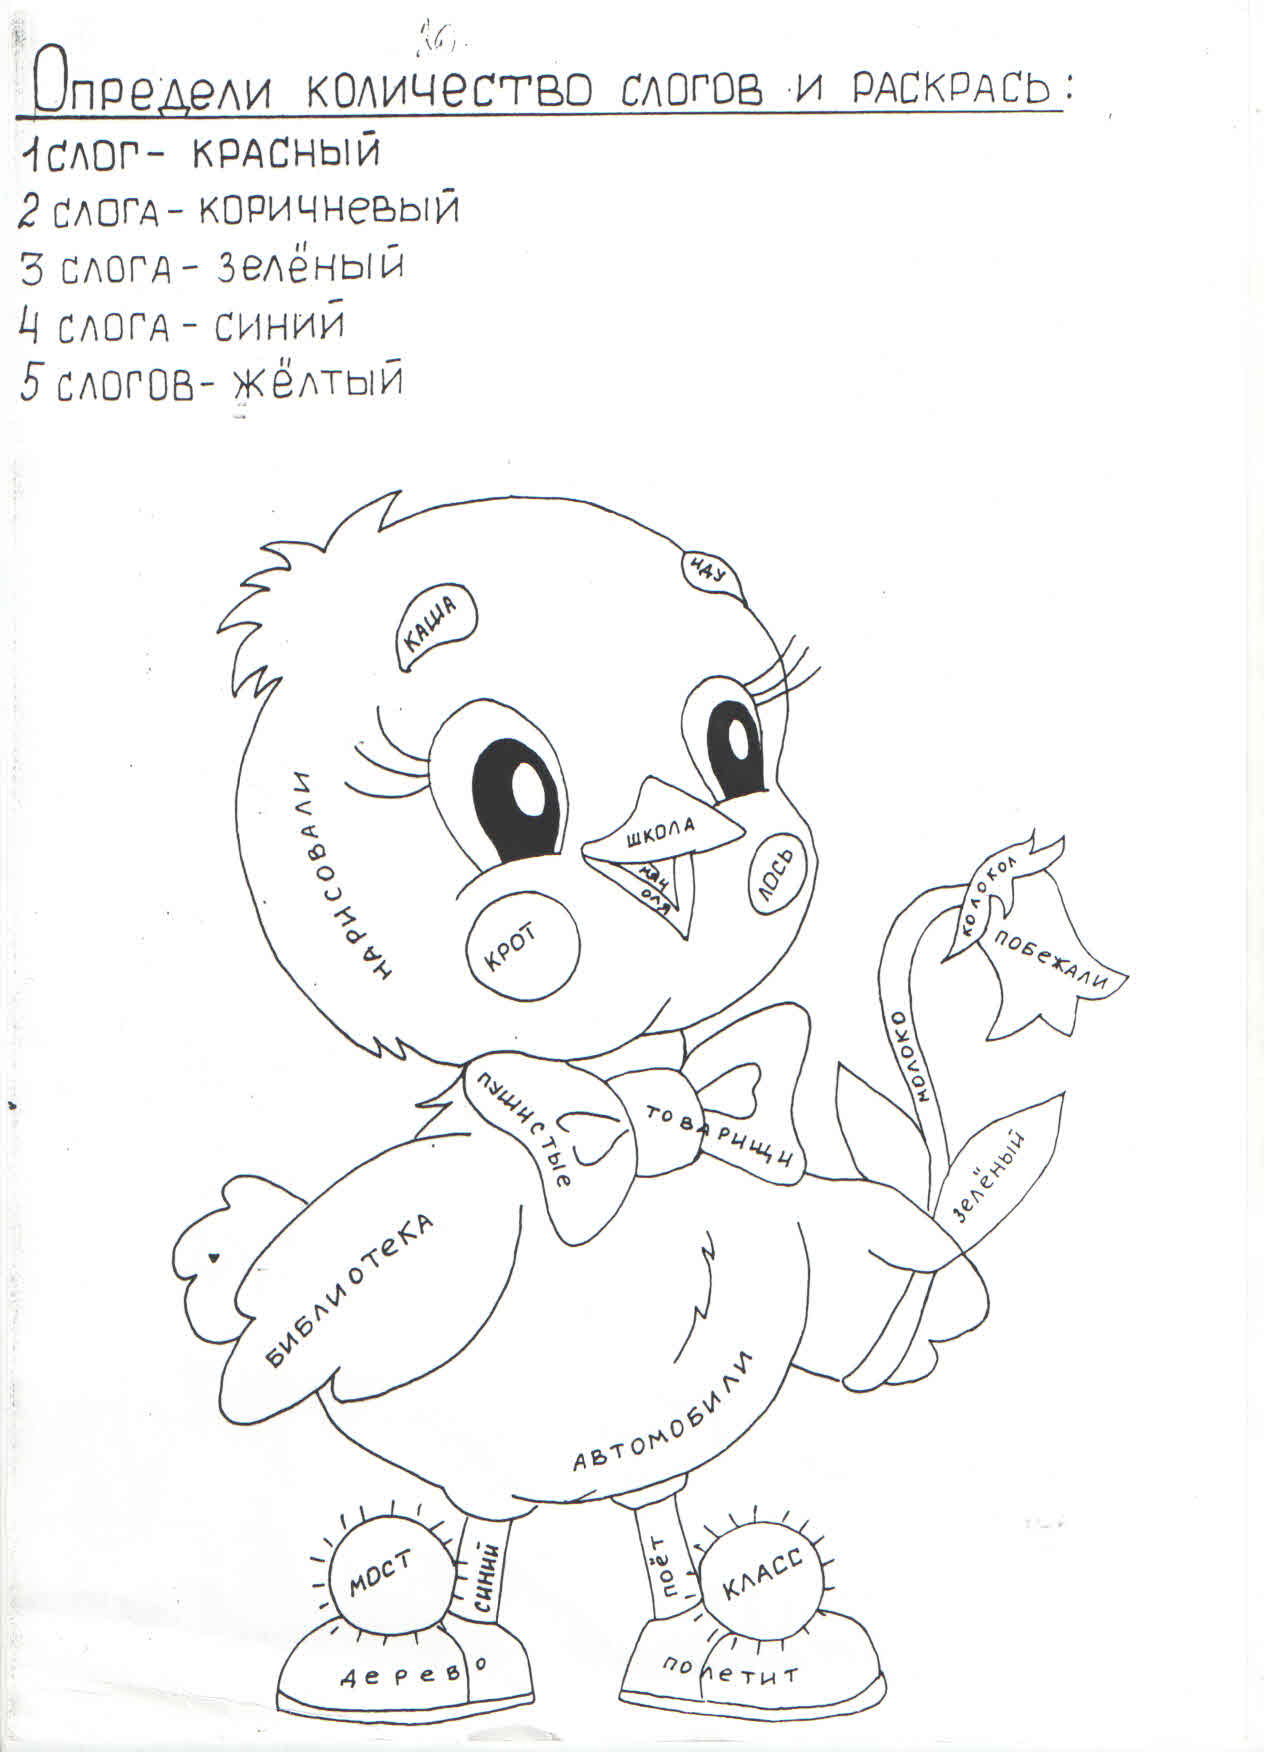 Определи количество слогов и раскрась:
1 слог - красный
2 слога - коричневый
3 слога - зелёный
4 слога - синий
5 слогов - жёлтый
иду
каша
нарисовали
школа
мяч
Оля
лось
крот
колокол
побежали
молоко
пушистые
товарищи
зелёный
библиотека
автомобили
мост
синий
поёт
класс
дерево
полетит